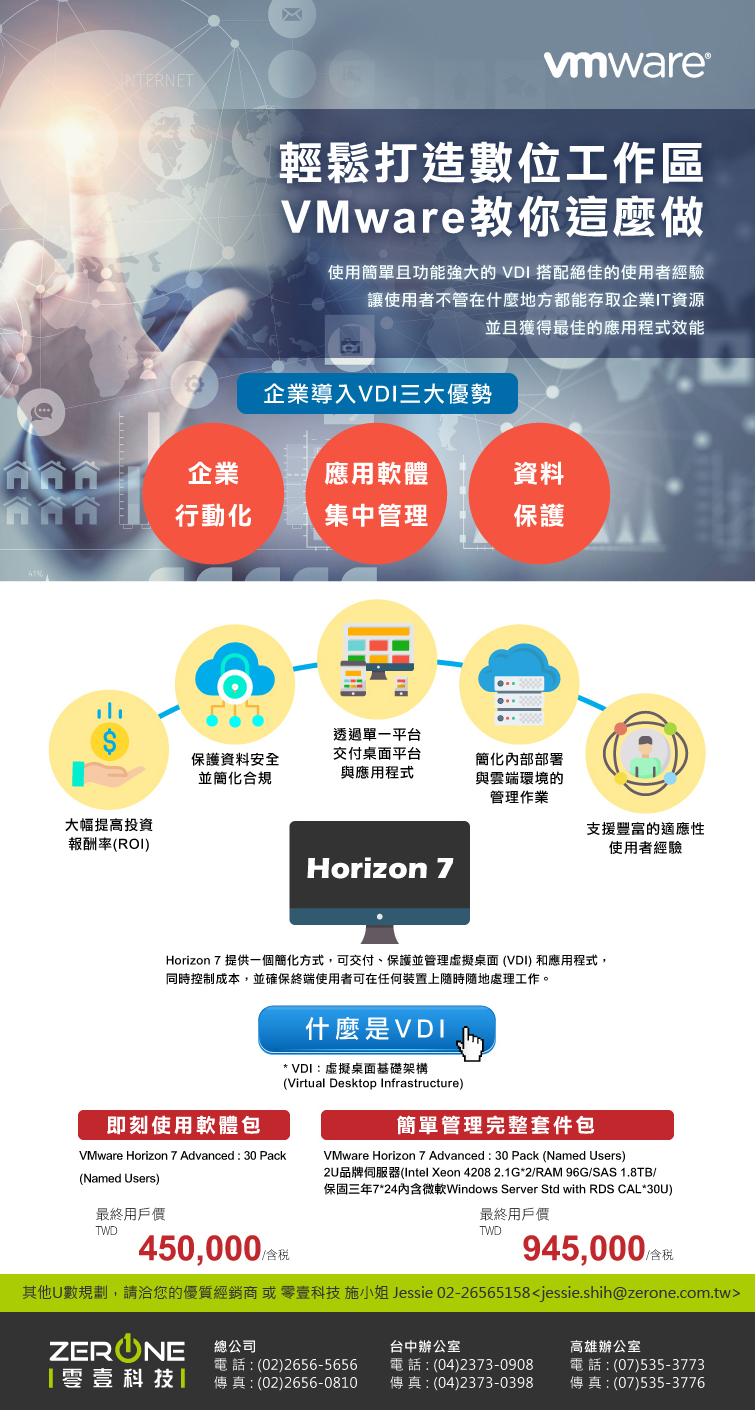 vmware®
INTERNET
輕鬆打造數位工作區
VMware教你這麼做
使用簡單且功能強大的 VDI 搭配絕佳的使用者經驗
讓使用者不管在什麼地方都能存取企業IT資源
並且獲得最佳的應用程式效能
企業導入VDI三大優勢
企業
行動化
應用軟體
集中管理
資料
保護
41%
大幅提高投資
報酬率(ROI)
保護資料安全
並簡化合規
透過單一平台
交付桌面平台
與應用程式
簡化內部部署
與雲端環境的
管理作業
支援豐富的適應性
使用者經驗
Horizon 7
Horizon 7 提供一個簡化方式，可交付、保護並管理虛擬桌面 (VDI) 和應用程式，
同時控制成本，並確保終端使用者可在任何裝置上隨時隨地處理工作。
什麼是VDI
* VDI：虛擬桌面基礎架構
(Virtual Desktop Infrastructure)
即刻使用軟體包
VMware Horizon 7 Advanced : 30 Pack
(Named Users)
最終用戶價
TWD
450,000/含稅
簡單管理完整套件包
VMware Horizon 7 Advanced : 30 Pack (Named Users)
2U品牌伺服器(Intel Xeon 4208 2.1G*2/RAM 96G/SAS 1.8TB/
保固三年7*24內含微軟Windows Server Std with RDS CAL*30U)
最終用戶價
TWD
945,000/含稅
其他U數規劃，請洽您的優質經銷商 或 零壹科技 施小姐 Jessie 02-26565158<jessie.shih@zerone.com.tw>
ZERONE
零壹科技
總公司
電 話 : (02)2656-5656
傳 真 : (02)2656-0810
台中辦公室
電 話 : (04)2373-0908
傳 真 : (04)2373-0398
高雄辦公室
電 話 : (07)535-3773
傳 真 : (07)535-3776